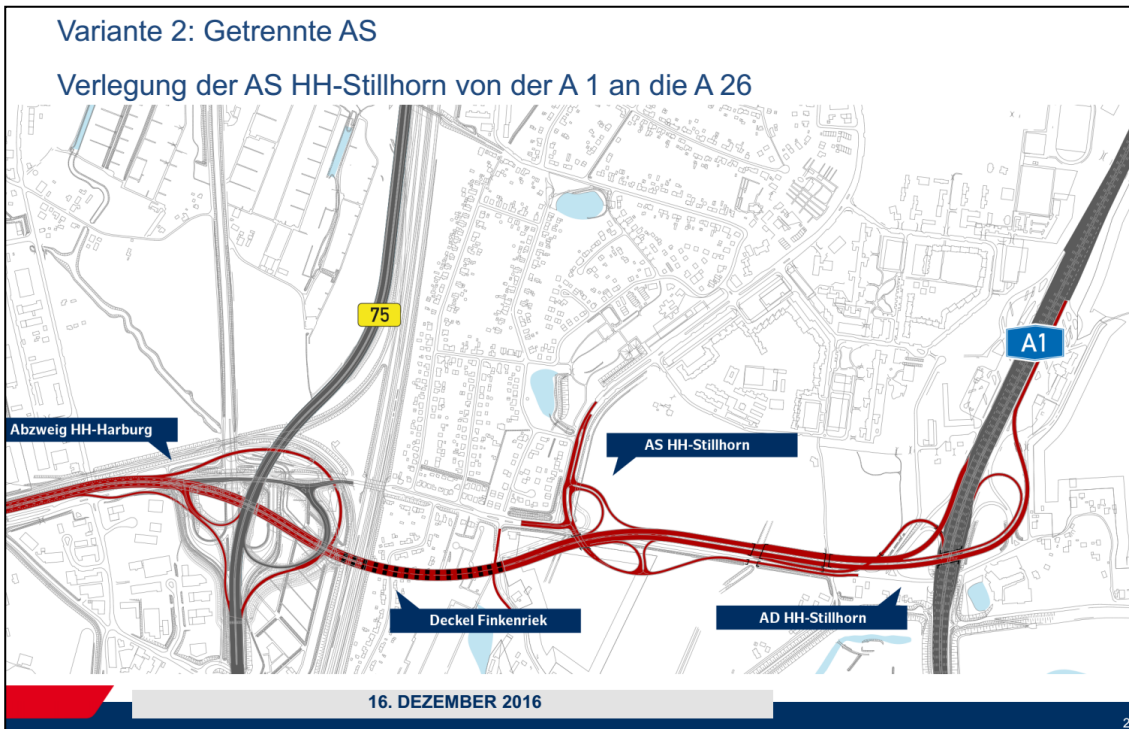 Variante 2: Getrennte AS
Verlegung der AS HH-Stillhorn von der A 1 an die A 26
75
A1
Abzweig HH-Harburg
AS HH-Stillhorn
Deckel Finkenriek
AD HH-Stillhorn
16. DEZEMBER 2016
2